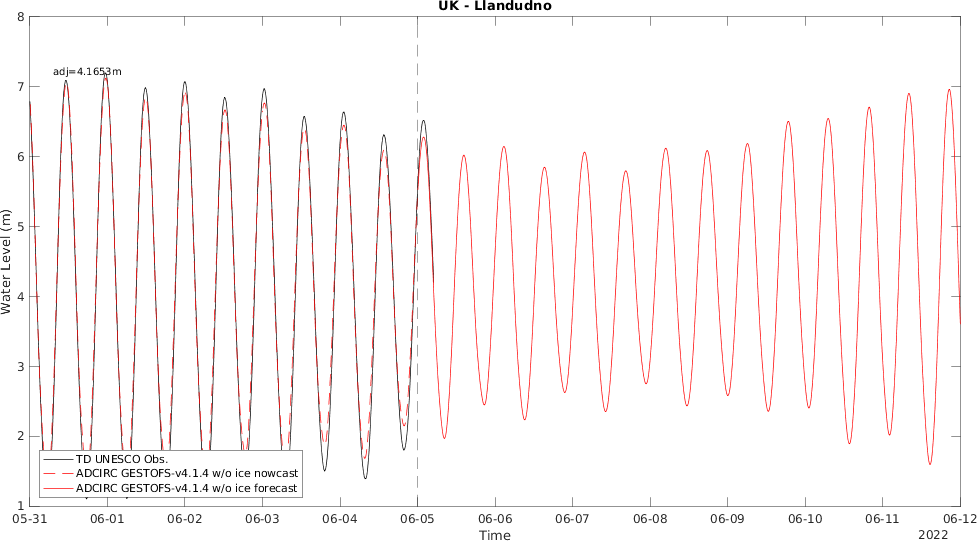 UK - Llandudno
8
adj=4.1653m
7
6
5
4
3
2
1
Water Level (m)
TD UNESCO Obs.
ADCIRC GESTOFS-v4.1.4 w/o ice nowcast
ADCIRC GESTOFS-v4.1.4 w/o ice forecast
05-31 06-01 06-02 06-03 06-04 06-05 06-06 06-07 06-08 06-09 06-10 06-11 06-12
Time
2022